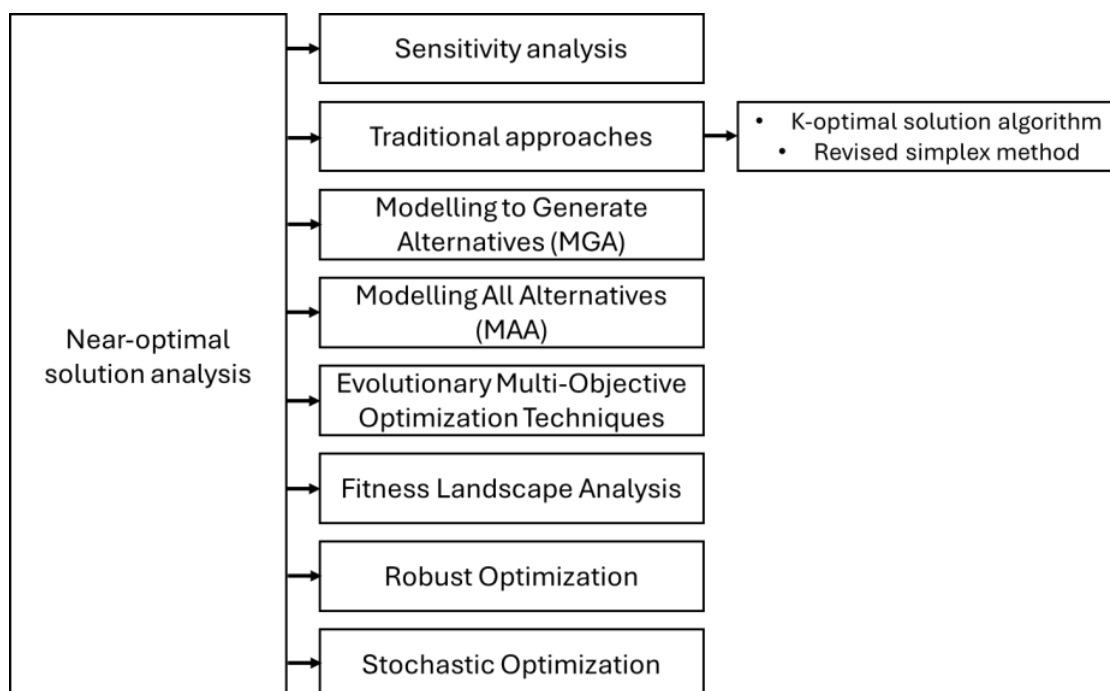 Near-optimal
solution analysis
Sensitivity analysis
Traditional approaches
• K-optimal solution algorithm
• Revised simplex method
Modelling to Generate
Alternatives (MGA)
Modelling All Alternatives
(MAA)
Evolutionary Multi-Objective
Optimization Techniques
Fitness Landscape Analysis
Robust Optimization
Stochastic Optimization